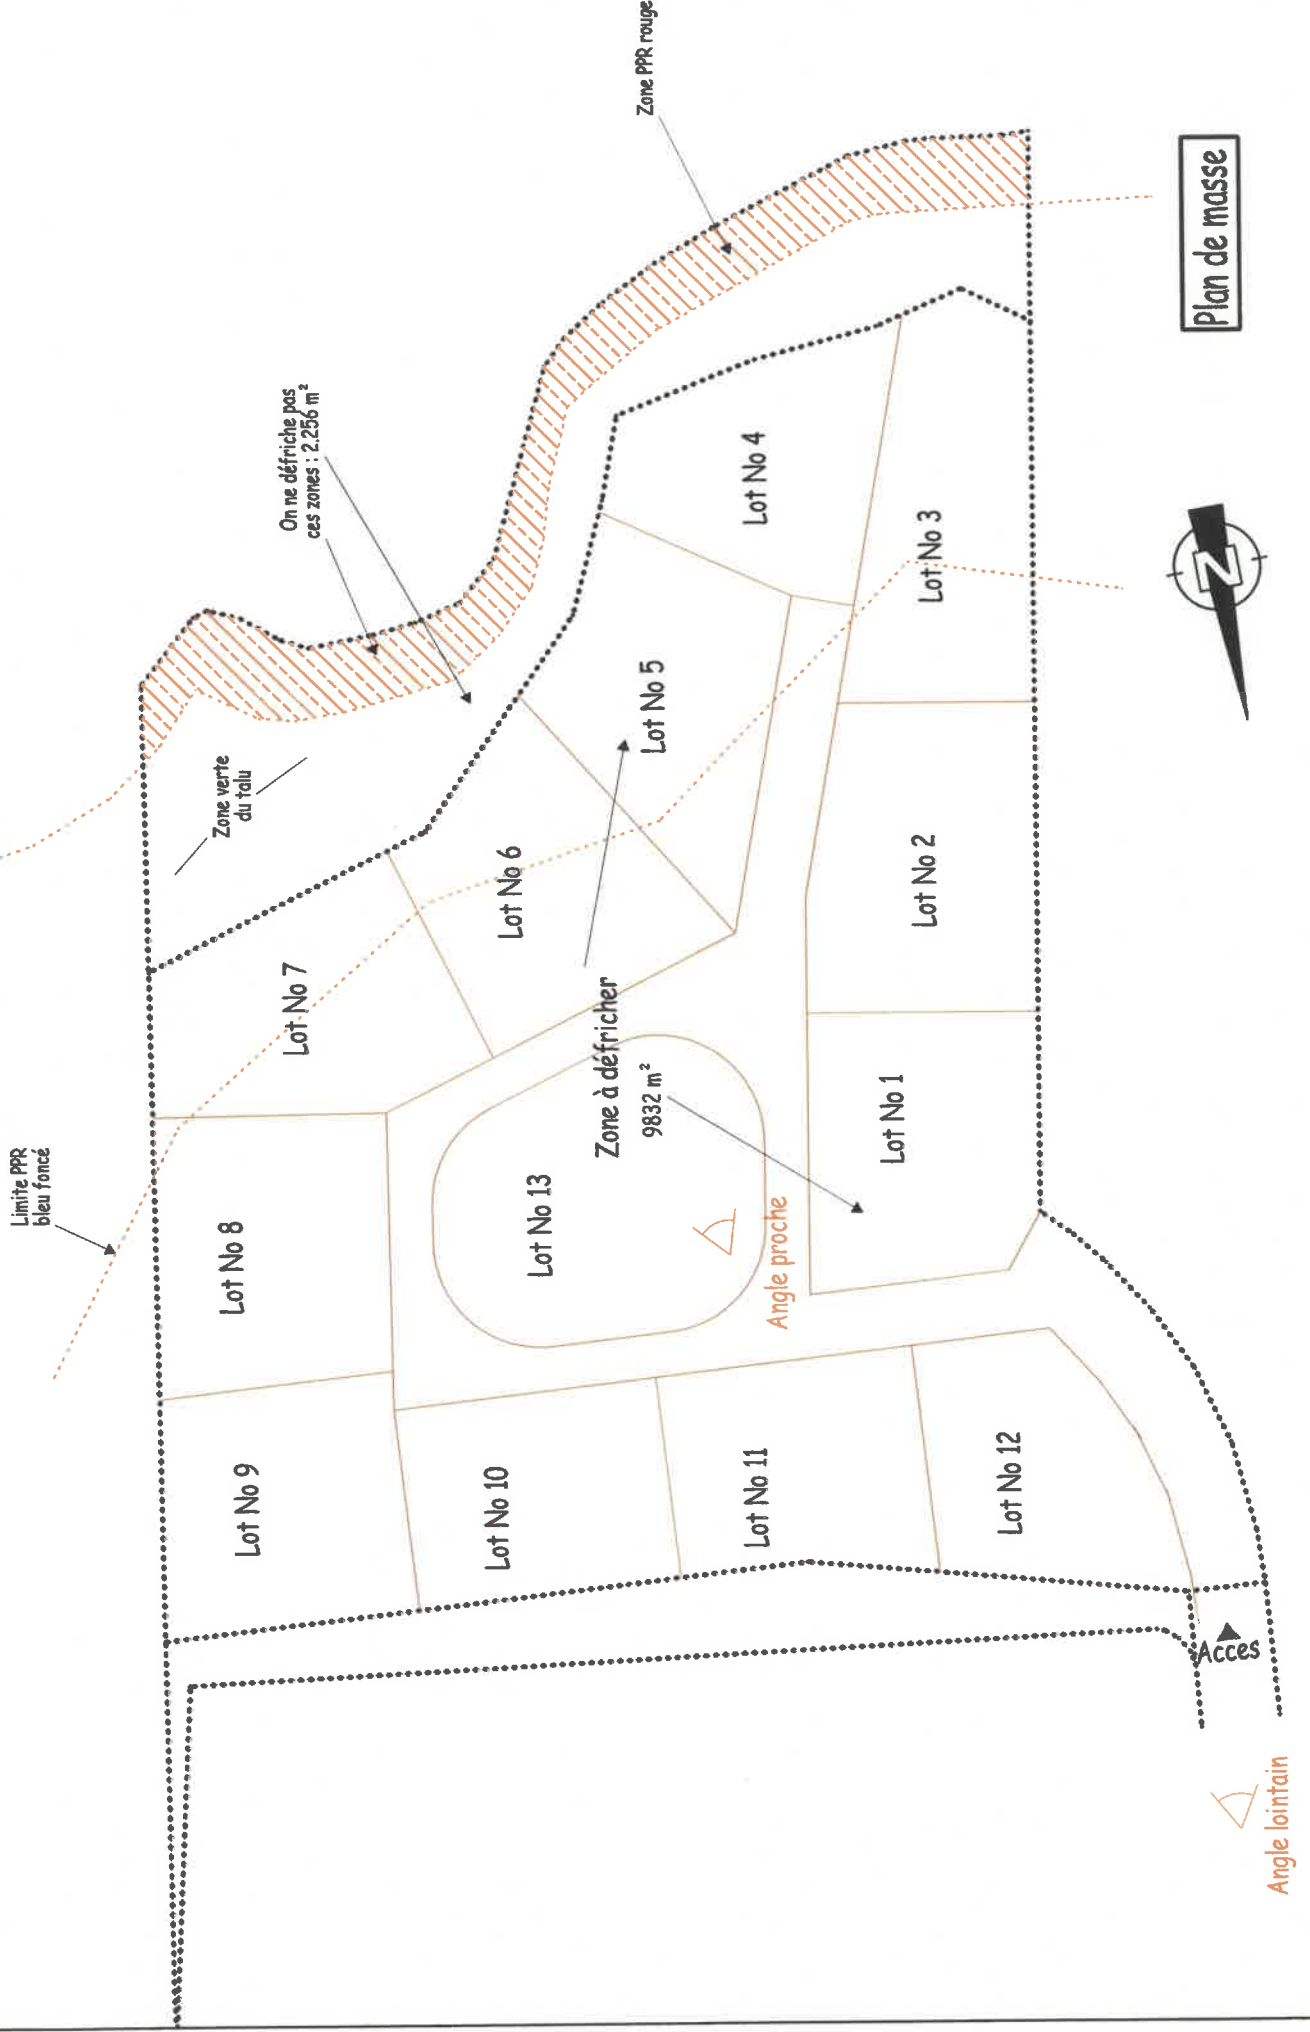 Limite PPR
bleu foncé
On ne défriche pas
ces zones : 2.256 m²
Zone PPR rouge
Zone verte
du talu
Lot No 9
Lot No 8
Lot No 7
Lot No 6
Lot No 10
Lot No 13
Zone à défricher
9832 m²
Lot No 5
Lot No 4
Lot No 11
Angle proche
Lot No 1
Lot No 2
Lot No 3
Lot No 12
Acces
Angle lointain
N
Plan de masse